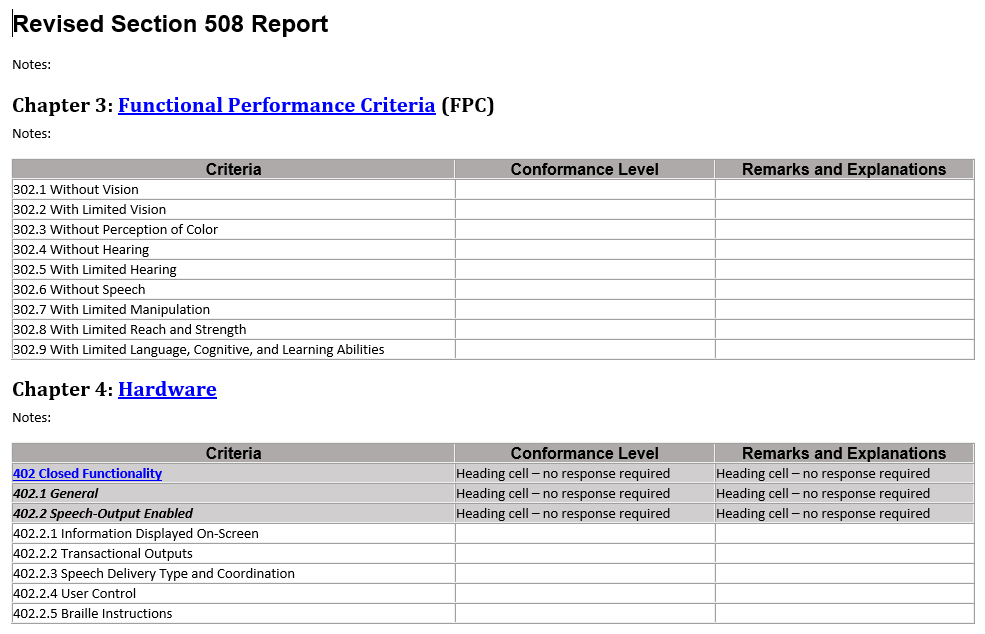 Revised Section 508 Report
Notes:
Chapter 3: Functional Performance Criteria (FPC)
Notes:
Criteria Conformance Level Remarks and Explanations
302.1 Without Vision
302.2 With Limited Vision
302.3 Without Perception of Color
302.4 Without Hearing
302.5 With Limited Hearing
302.6 Without Speech
302.7 With Limited Manipulation
302.8 With Limited Reach and Strength
302.9 With Limited Language, Cognitive, and Learning Abilities
Chapter 4: Hardware
Notes:
Criteria Conformance Level Remarks and Explanations
402 Closed Functionality Heading cell – no response required Heading cell – no response required
402.1 General Heading cell – no response required Heading cell – no response required
402.2 Speech-Output Enabled Heading cell – no response required Heading cell – no response required
402.2.1 Information Displayed On-Screen
402.2.2 Transactional Outputs
402.2.3 Speech Delivery Type and Coordination
402.2.4 User Control
402.2.5 Braille Instructions